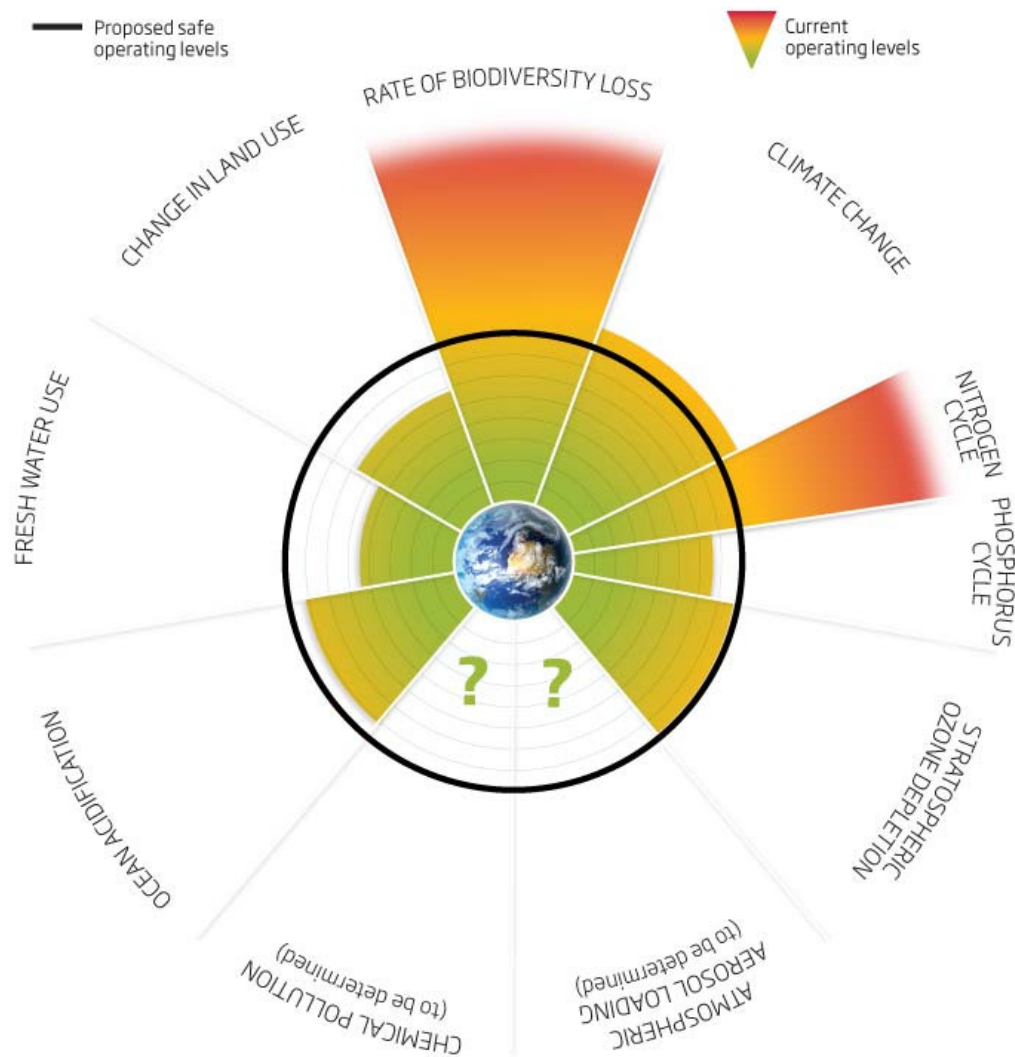 Proposed safe
operating levels
Current
operating levels
RATE OF BIODIVERSITY LOSS
CLIMATE CHANGE
NITROGEN
CYCLE
PHOSPHORUS
CYCLE
STRATOSPHERIC
OZONE DEPLETION
ATMOSPHERIC
AEROSOL LOADING
(to be determined)
CHEMICAL POLLUTION
(to be determined)
OCEAN ACIDIFICATION
FRESH WATER USE
CHANGE IN LAND USE
?
?